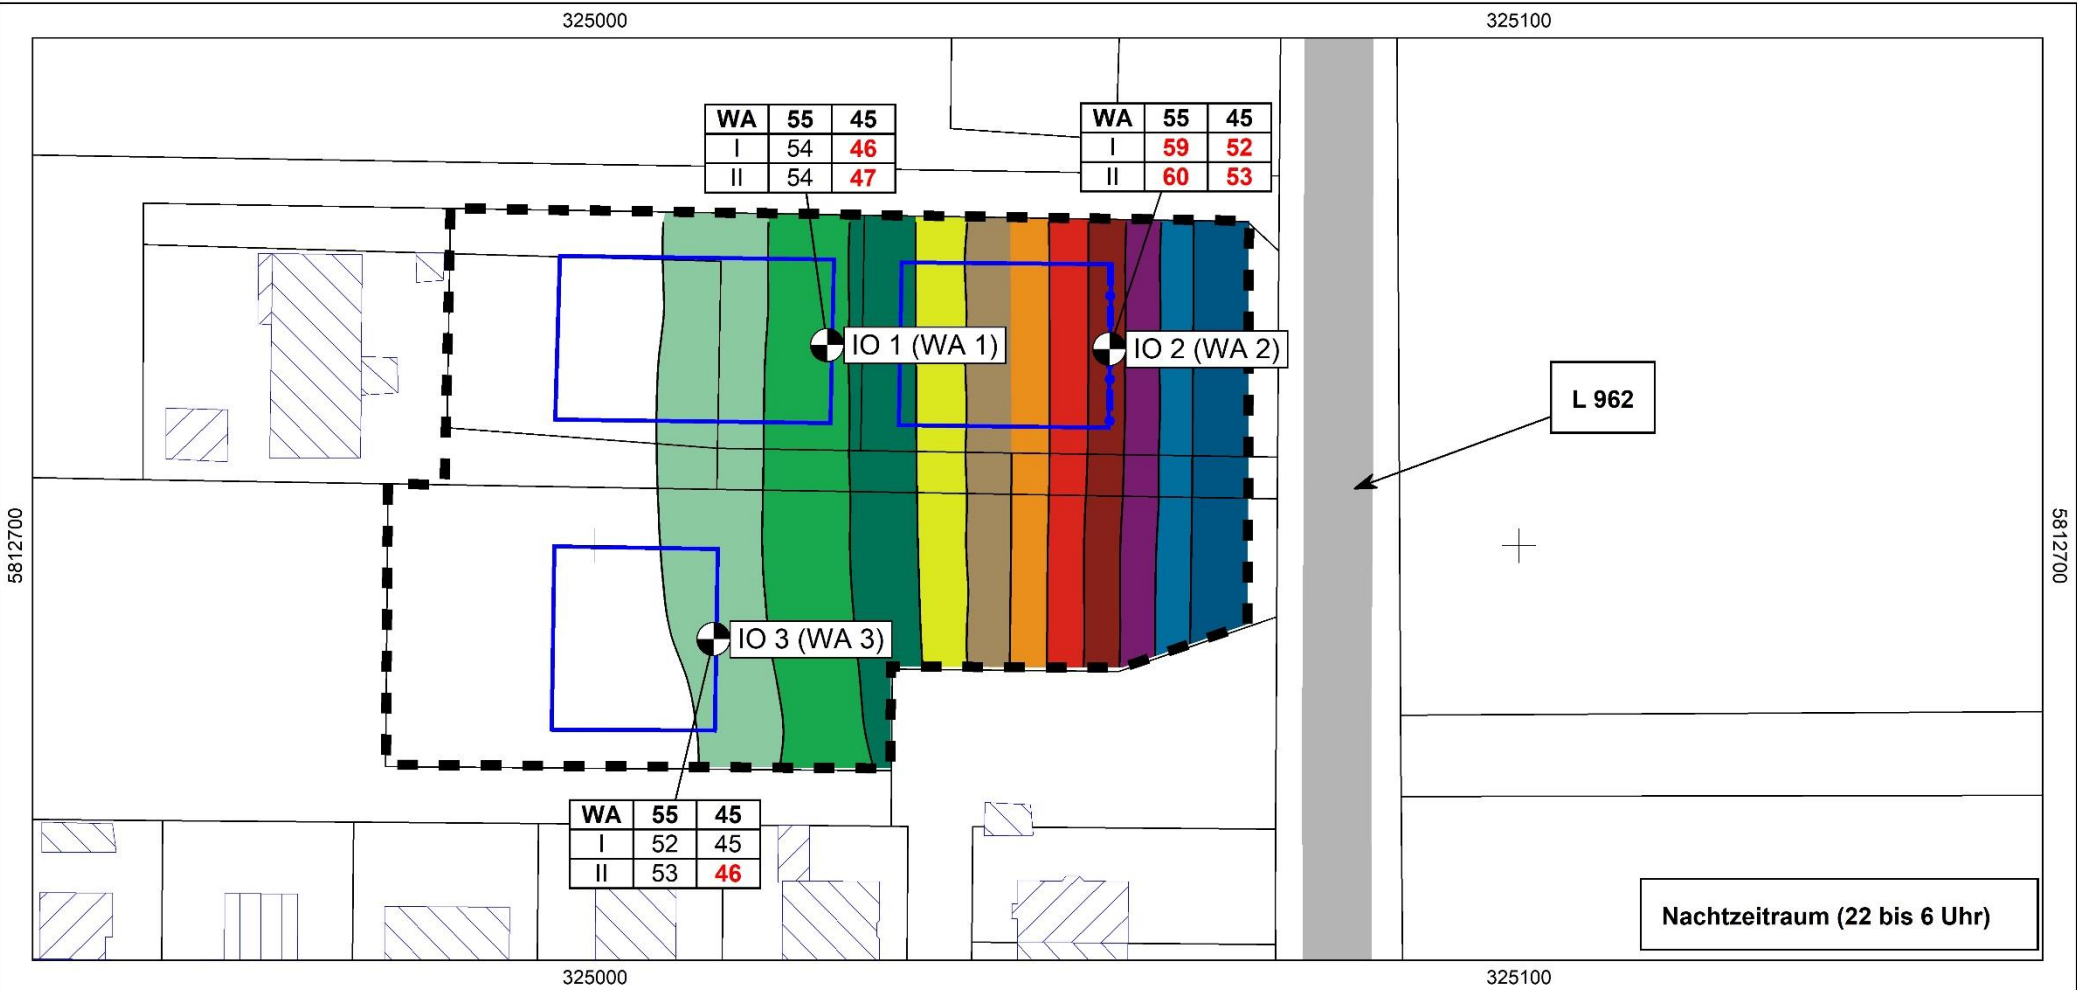 325000 325100
WA 55 45
I 54 46
II 54 47
WA 55 45
I 59 52
II 60 53
IO 1 (WA 1)
IO 2 (WA 2)
L 962
5812700
5812700
IO 3 (WA 3)
WA 55 45
I 52 45
II 53 46
Nachtzeitraum (22 bis 6 Uhr)
325000 325100